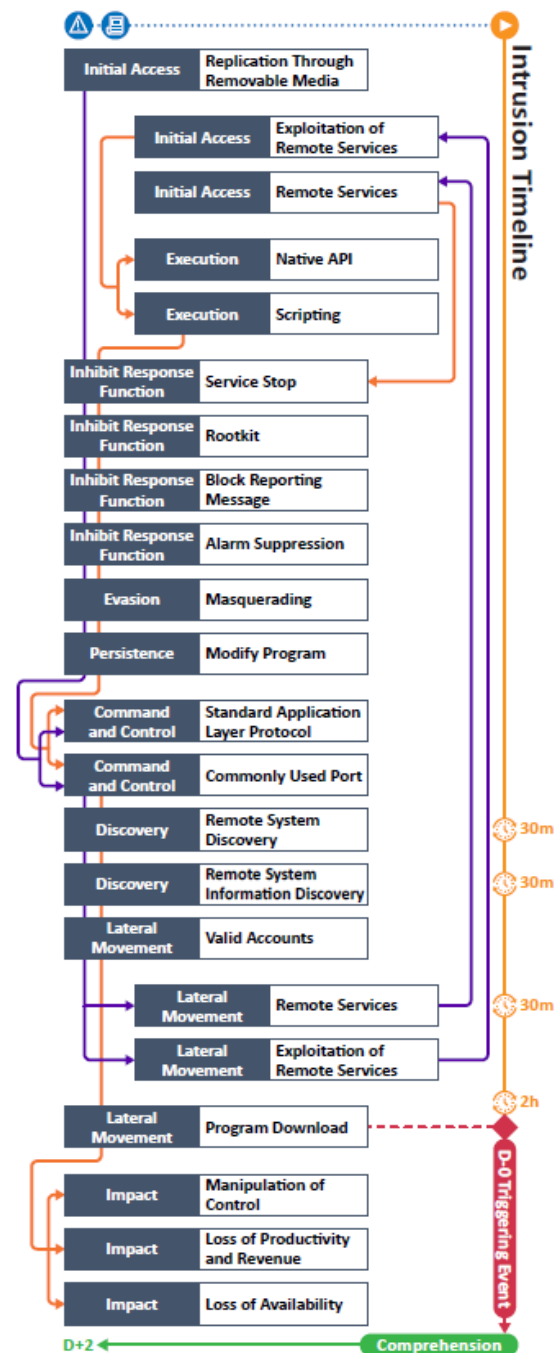 Intrusion Timeline
Initial Access
Replication Through
Removable Media
Initial Access
Exploitation of
Remote Services
Initial Access
Remote Services
Execution
Native API
Execution
Scripting
Inhibit Response
Function
Service Stop
Inhibit Response
Function
Rootkit
Inhibit Response
Function
Block Reporting
Message
Inhibit Response
Function
Alarm Suppression
Evasion
Masquerading
Persistence
Modify Program
Command
and Control
Standard Application
Layer Protocol
Command
and Control
Commonly Used Port
Discovery
Remote System
Discovery
30m
Discovery
Remote System
Information Discovery
30m
Lateral
Movement
Valid Accounts
Lateral
Movement
Remote Services
30m
Lateral
Movement
Exploitation of
Remote Services
2h
Lateral
Movement
Program Download
D-0 Triggering Event
Impact
Manipulation of
Control
Impact
Loss of Productivity
and Revenue
Impact
Loss of Availability
D+2
Comprehension